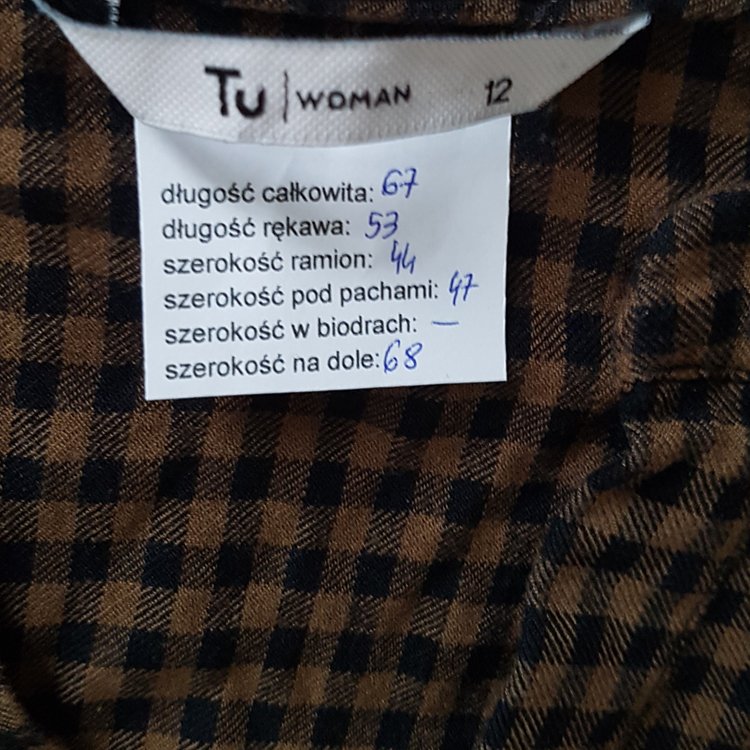 Tu | WOMAN 12
długość całkowita: 67
długość rękawa: 53
szerokość ramion: 44
szerokość pod pachami: 47
szerokość w biodrach: —
szerokość na dole: 68